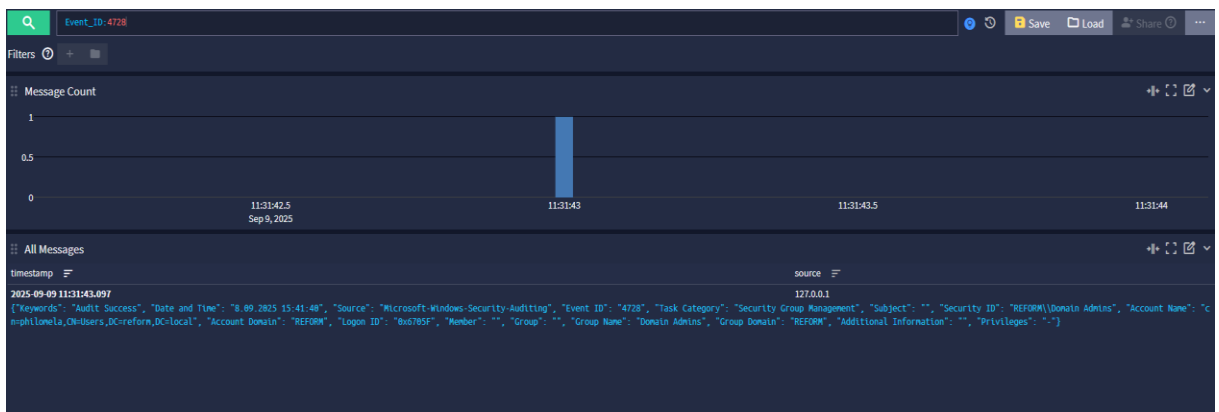 Event_ID:4728
Save Load Share ...
Filters
Message Count
1
0.5
0
11:31:42.5 11:31:43 11:31:43.5 11:31:44
Sep 9, 2025
All Messages
timestamp source
2025-09-09 11:31:43.097 127.0.0.1
{"Keywords": "Audit Success", "Date and Time": "8.09.2025 15:41:40", "Source": "Microsoft-Windows-Security-Auditing", "Event ID": "4728", "Task Category": "Security Group Management", "Subject": "", "Security ID": "REFORM\\Domain Admins", "Account Name": "c
n=philomela,CN=Users,DC=reform,DC=local", "Account Domain": "REFORM", "Logon ID": "0x6705F", "Member": "", "Group": "", "Group Name": "Domain Admins", "Group Domain": "REFORM", "Additional Information": "", "Privileges": "-"}